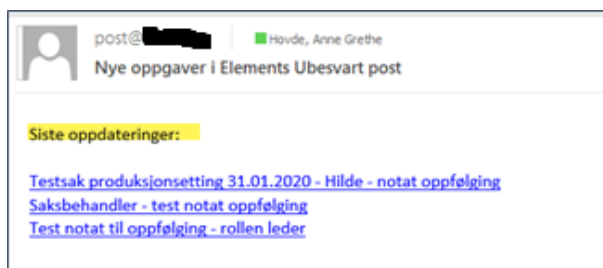 post@
Hovde, Anne Grethe
Nye oppgaver i Elements Ubesvart post
Siste oppdateringer:
Testsak produksjonsetting 31.01.2020 - Hilde - notat oppfølging
Saksbehandler - test notat oppfølging
Test notat til oppfølging - rollen leder